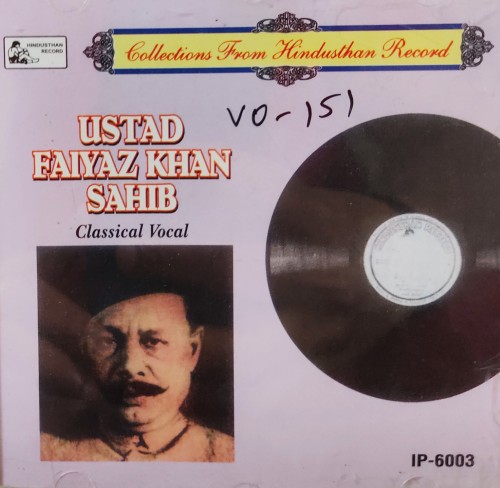 HINDUSTHAN
RECORD
Collections From Hindusthan Record
VO-151
USTAD
FAIYAZ KHAN
SAHIB
Classical Vocal
IP-6003